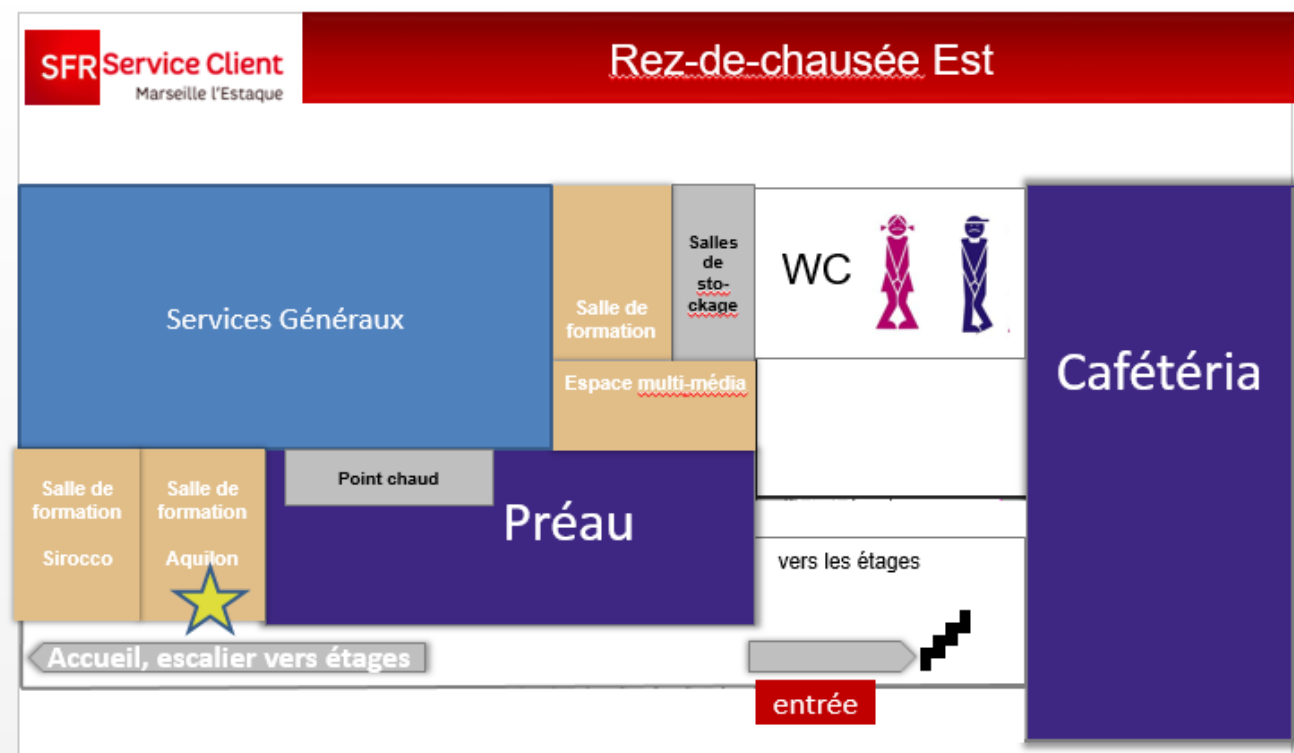 SFR Service Client
Marseille l'Estaque
Rez-de-chausée Est
Services Généraux
Salle de
formation
Salles
de
sto-
ckage
WC
Cafétéria
Espace multi-média
Salle de
formation
Sirocco
Salle de
formation
Aquilon
Point chaud
Préau
vers les étages
Accueil, escalier vers étages
entrée